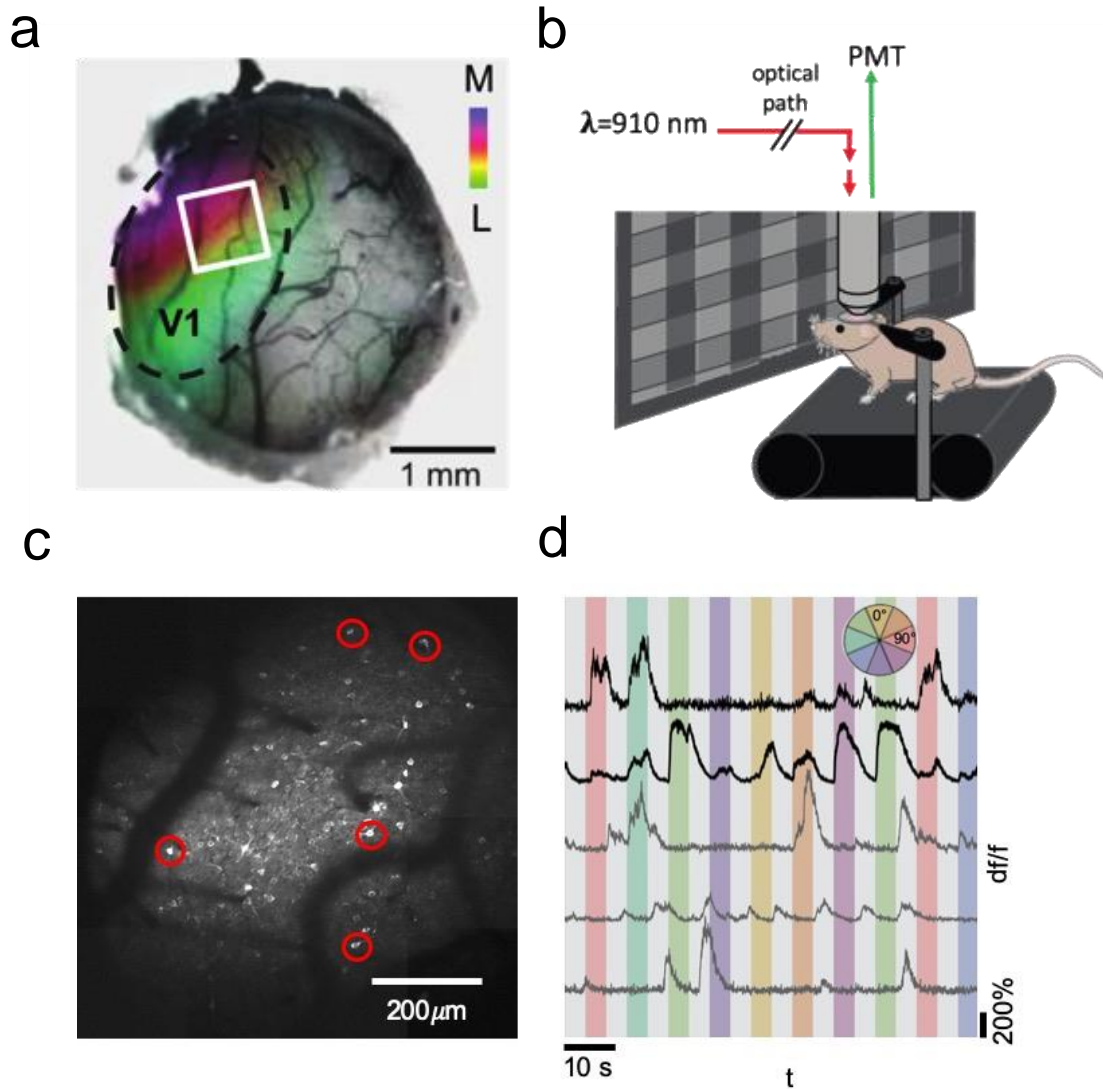 a
M
L
V1
1 mm
b
PMT
optical
path
λ=910 nm
c
200μm
d
0°
90°
df/f
200%
10 s
t